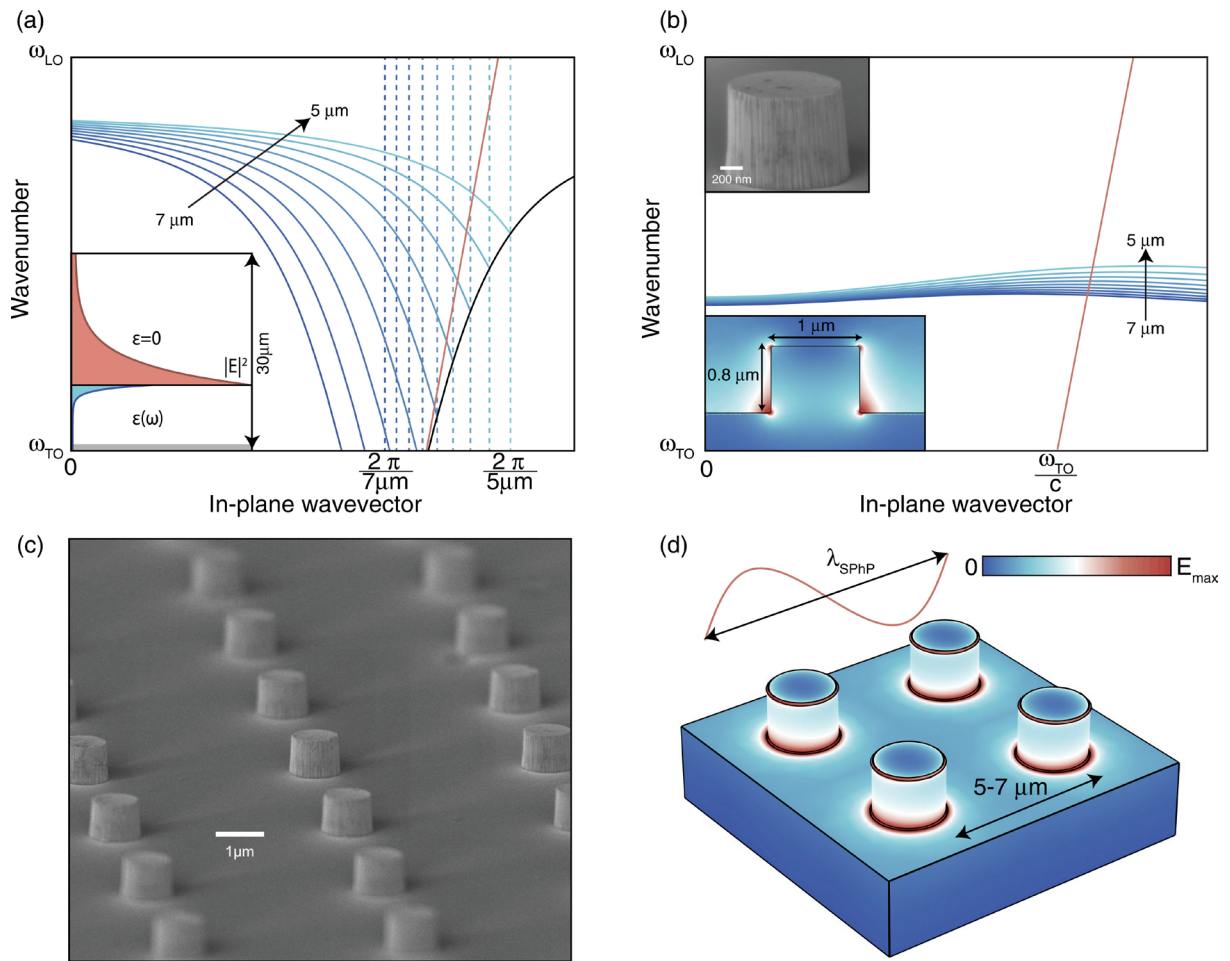 (a)
ω_LO
5 μm
7 μm
ε=0
|E|²
30μm
ε(ω)
Wavenumber
ω_TO
0
2 π
7μm
2 π
5μm
In-plane wavevector
(b)
ω_LO
200 nm
5 μm
7 μm
1 μm
0.8 μm
Wavenumber
ω_TO
0
ω_TO
c
In-plane wavevector
(c)
1μm
(d)
λ_SPhP
0
E_max
5-7 μm